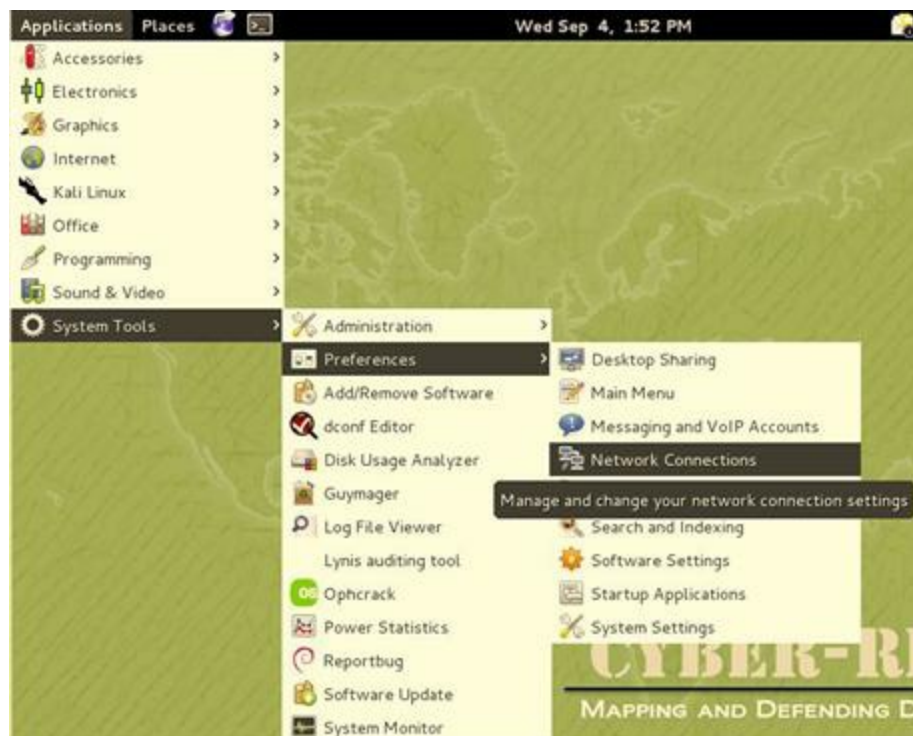 Applications Places Wed Sep 4, 1:52 PM
Accessories
Electronics
Graphics
Internet
Kali Linux
Office
Programming
Sound & Video
System Tools
Administration
Preferences
Add/Remove Software
dconf Editor
Disk Usage Analyzer
Guymager
Log File Viewer
Lynis auditing tool
OS Ophcrack
Power Statistics
Reportbug
Software Update
System Monitor
Desktop Sharing
Main Menu
Messaging and VoIP Accounts
Network Connections
Manage and change your network connection settings
Search and Indexing
Software Settings
Startup Applications
System Settings
MAPPING AND DEFENDING